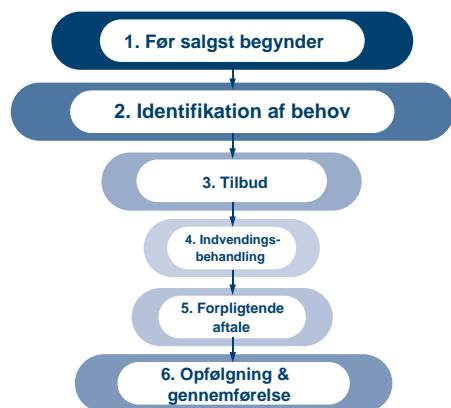 1. Før salgst begynder
2. Identifikation af behov
3. Tilbud
4. Indvendings-
behandling
5. Forpligtende
aftale
6. Opfølgning &
gennemførelse